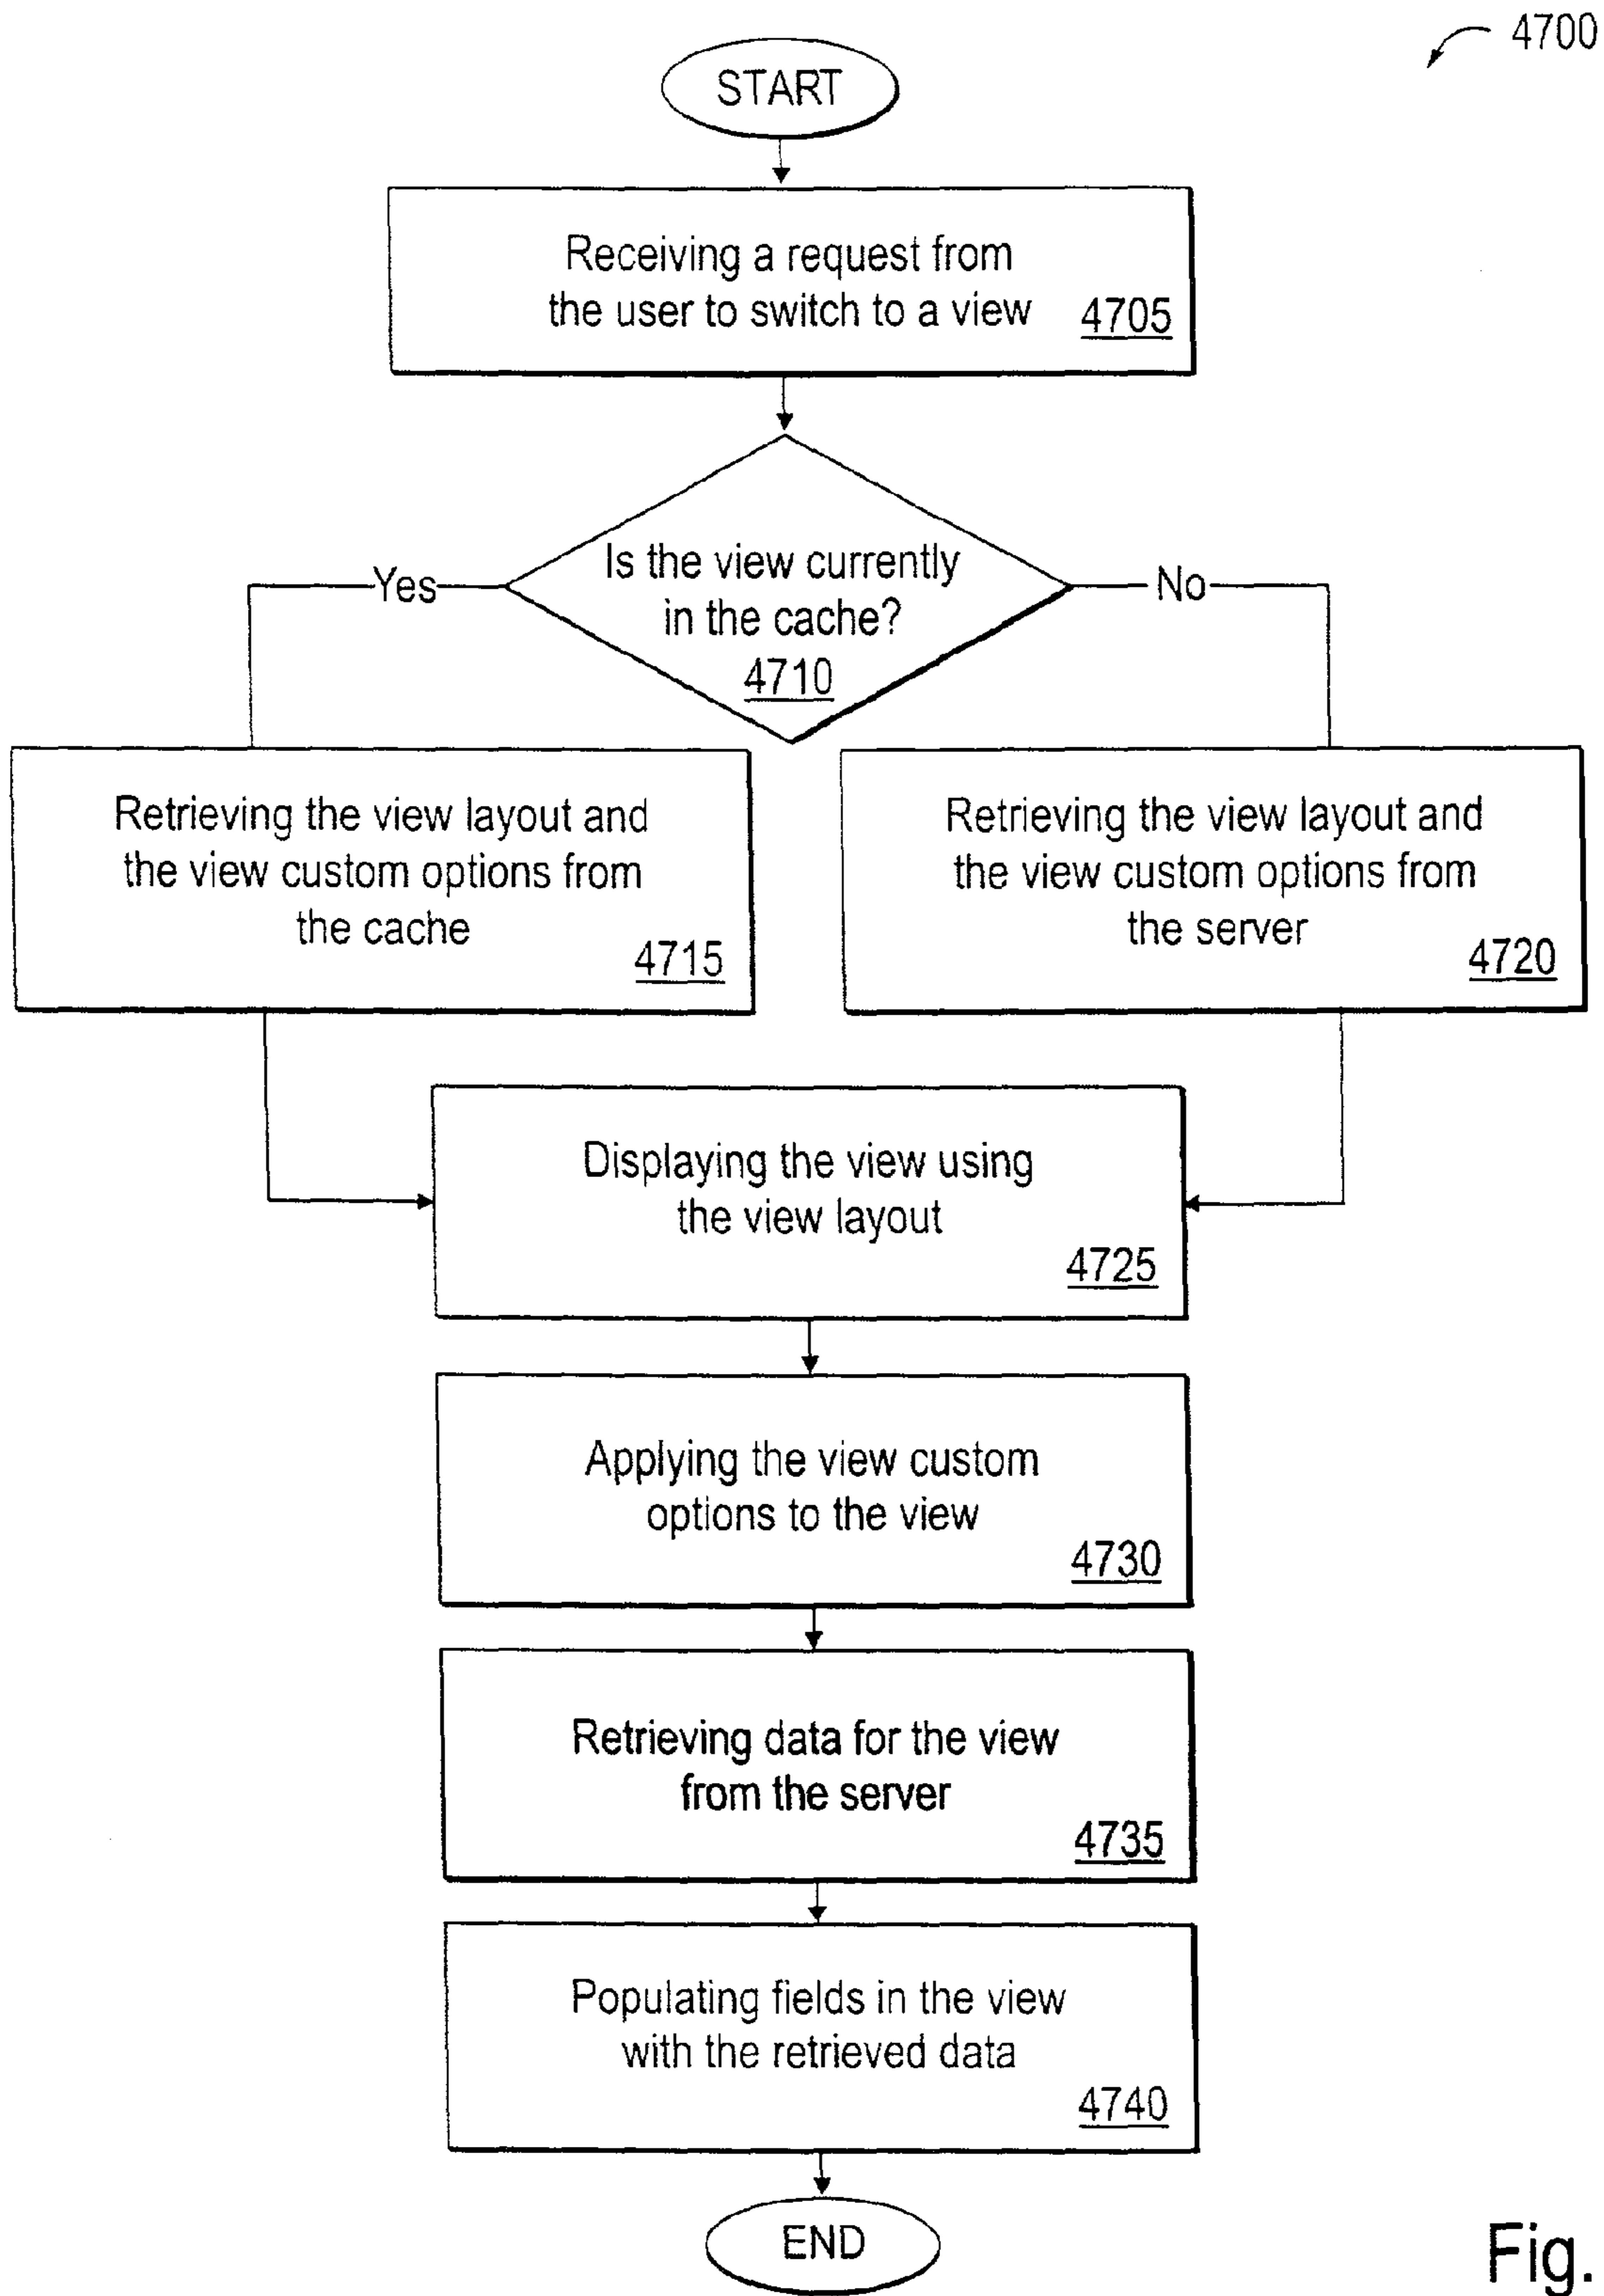 4700
START
Receiving a request from
the user to switch to a view
4705
Is the view currently
in the cache?
4710
Yes
No
Retrieving the view layout and
the view custom options from
the cache
4715
Retrieving the view layout and
the view custom options from
the server
4720
Displaying the view using
the view layout
4725
Applying the view custom
options to the view
4730
Retrieving data for the view
from the server
4735
Populating fields in the view
with the retrieved data
4740
END
Fig.